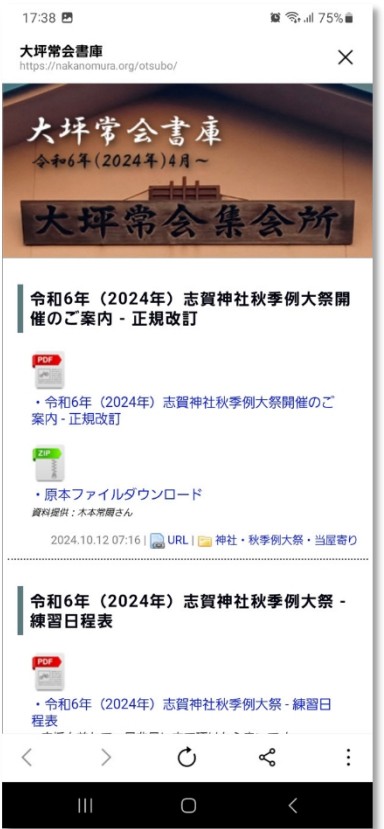 17:38
75%
大坪常会書庫
https://nakanomura.org/otsubo/
大坪常会書庫
令和6年(2024年)4月~
大坪常会集会所
令和6年（2024年）志賀神社秋季例大祭開
催のご案内 - 正規改訂
PDF
・令和6年（2024年）志賀神社秋季例大祭開催のご
案内 - 正規改訂
ZIP
・原本ファイルダウンロード
資料提供：木本常爾さん
2024.10.12 07:16 | URL | 神社・秋季例大祭・当屋寄り
令和6年（2024年）志賀神社秋季例大祭 -
練習日程表
PDF
・令和6年（2024年）志賀神社秋季例大祭 - 練習日
程表